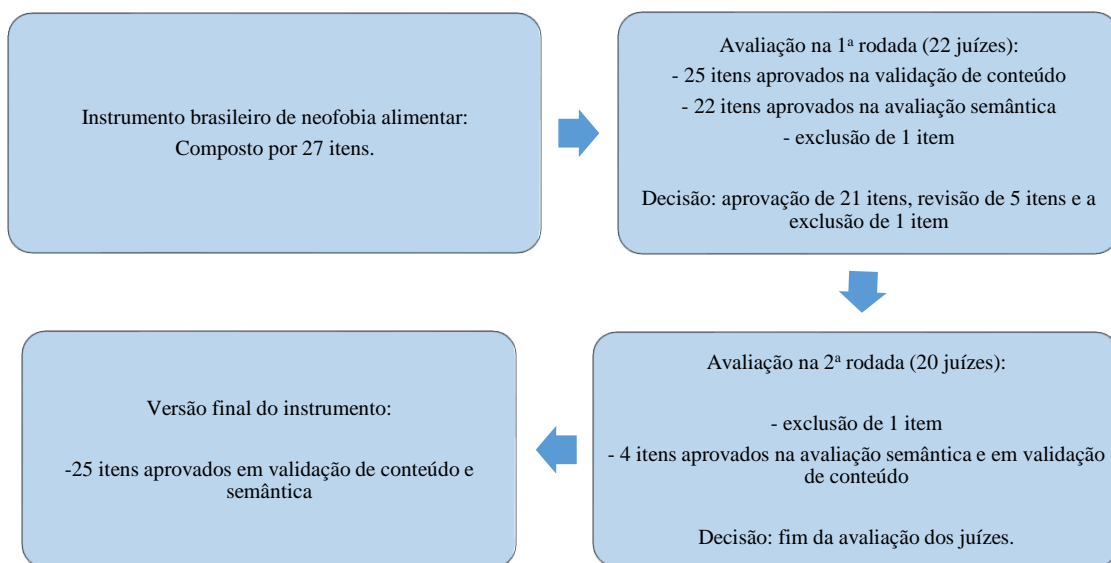 Instrumento brasileiro de neofobia alimentar:
Composto por 27 itens.
Avaliação na 1ª rodada (22 juízes):
- 25 itens aprovados na validação de conteúdo
- 22 itens aprovados na avaliação semântica
- exclusão de 1 item
Decisão: aprovação de 21 itens, revisão de 5 itens e a
exclusão de 1 item
Avaliação na 2ª rodada (20 juízes):
- exclusão de 1 item
- 4 itens aprovados na avaliação semântica e em validação
de conteúdo
Decisão: fim da avaliação dos juízes.
Versão final do instrumento:
-25 itens aprovados em validação de conteúdo e
semântica